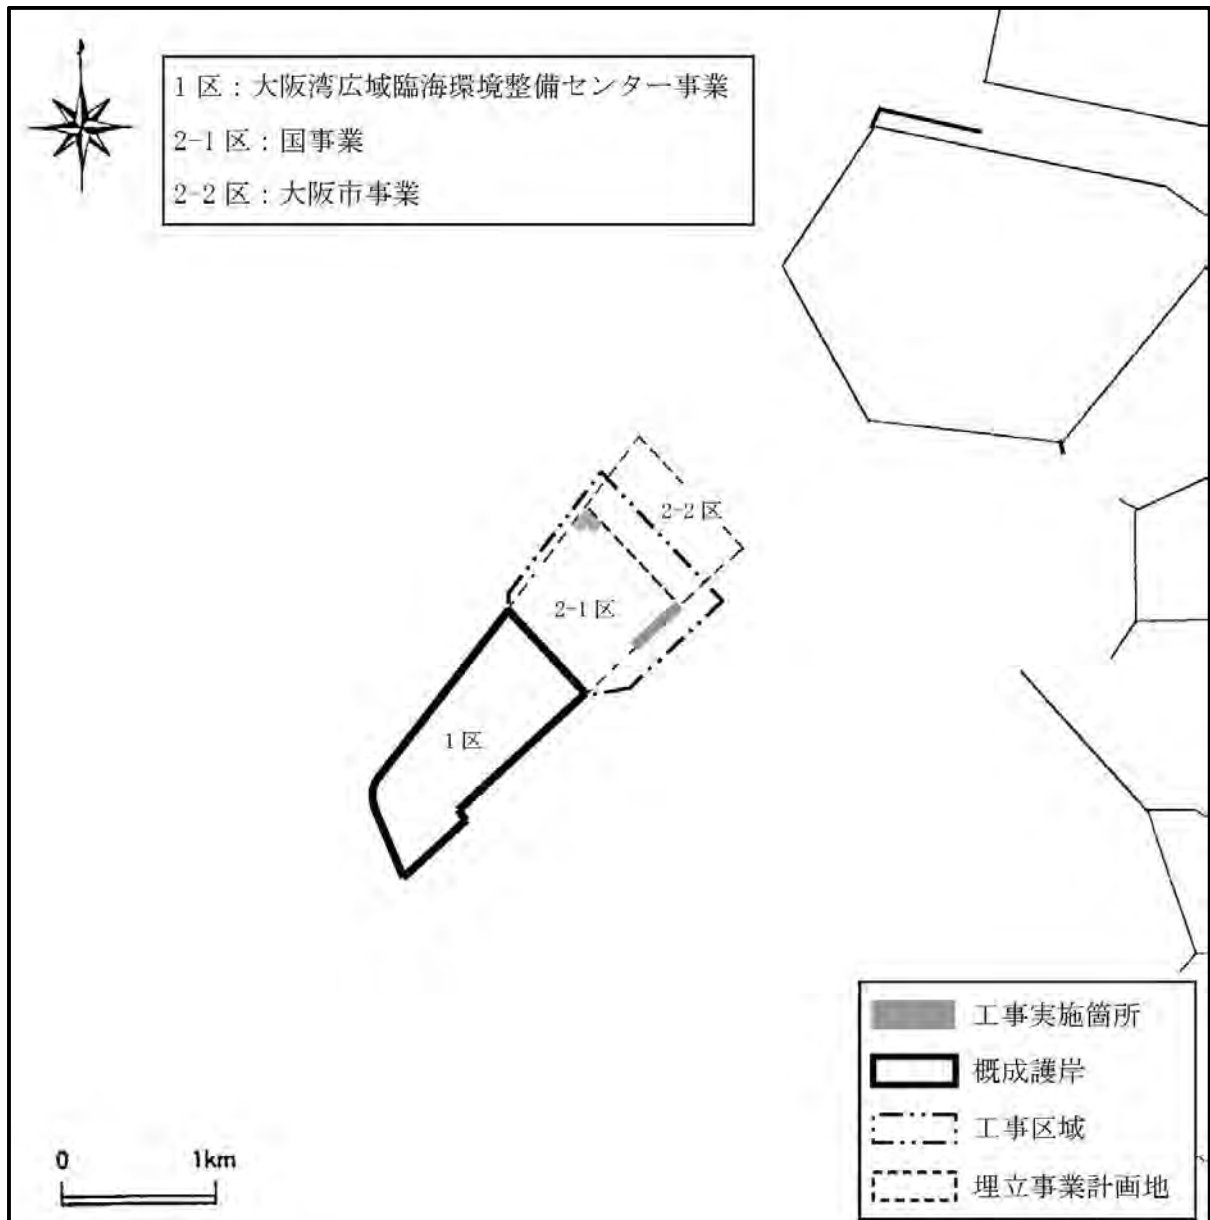 1区：大阪湾広域臨海環境整備センター事業
2-1区：国事業
2-2区：大阪市事業
2-2区
2-1区
1区
工事実施箇所
概成護岸
工事区域
埋立事業計画地
0 1km